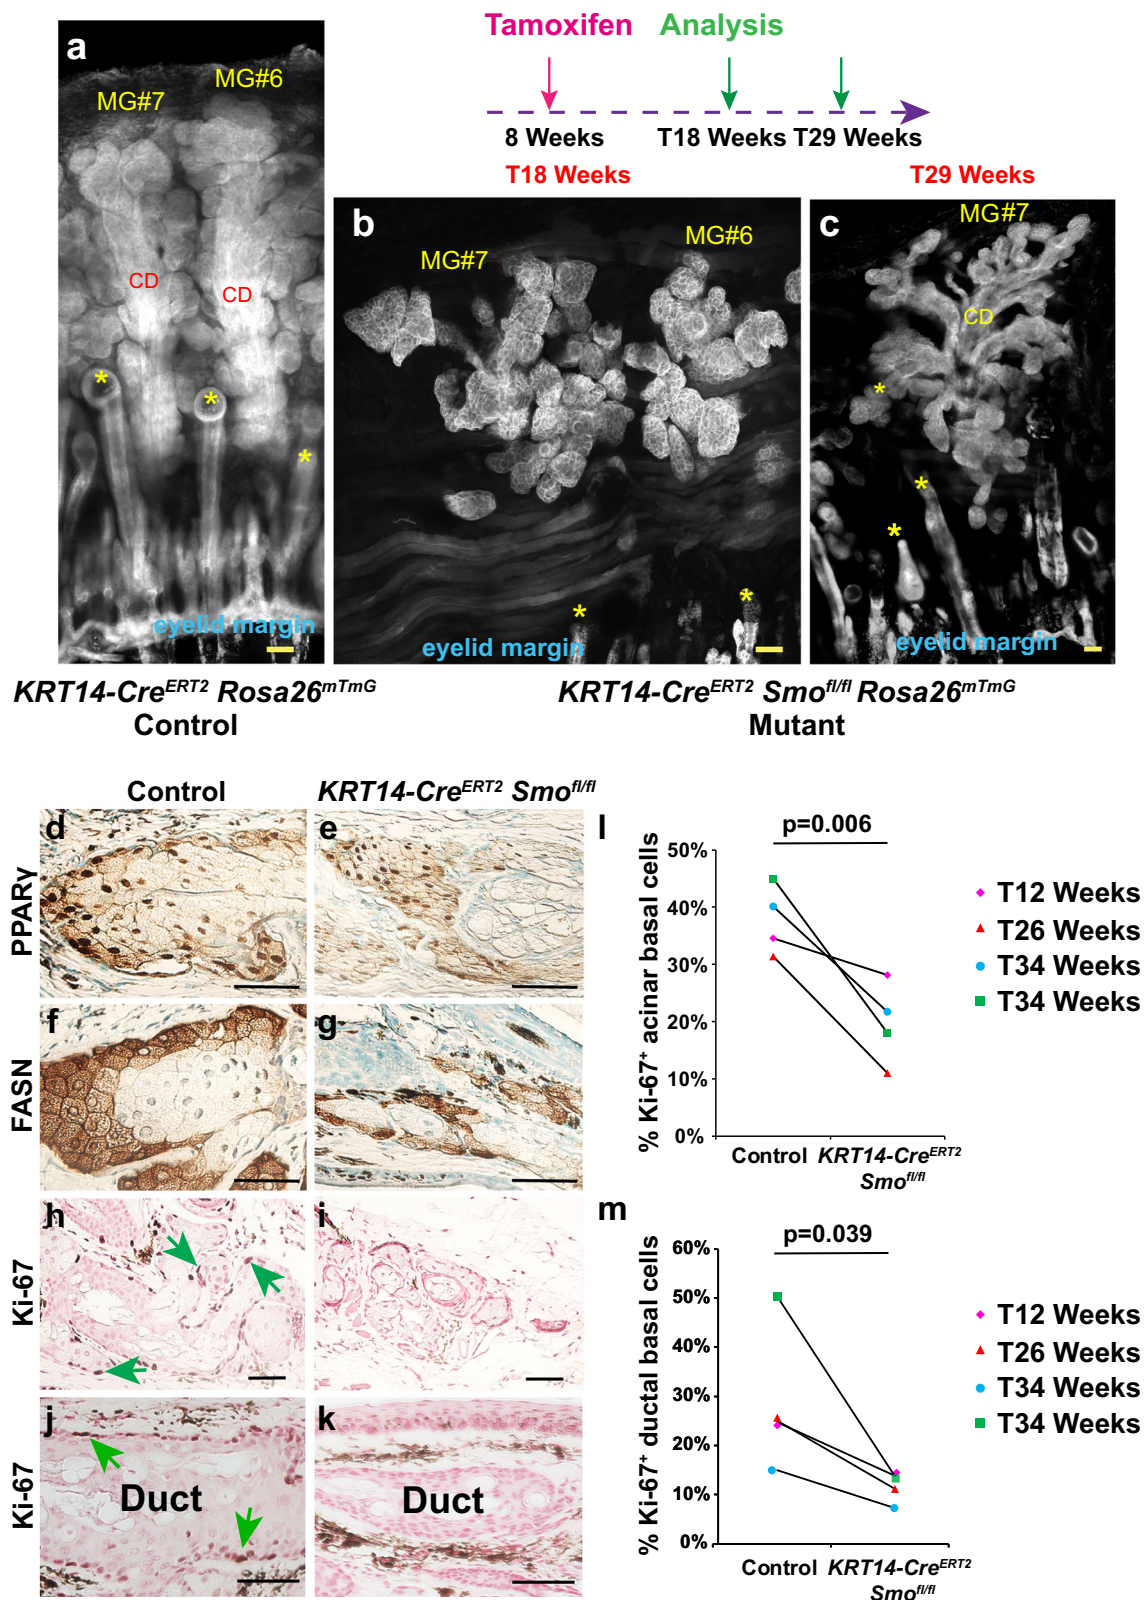 Tamoxifen Analysis
8 Weeks T18 Weeks T29 Weeks
T18 Weeks T29 Weeks
a
MG#7
MG#6
CD
CD
*
*
*
eyelid margin
b
MG#7
MG#6
*
*
eyelid margin
c
MG#7
CD
*
*
*
eyelid margin
KRT14-CreERT2 Rosa26mTmG
Control
KRT14-CreERT2 Smofl/fl Rosa26mTmG
Mutant
Control KRT14-CreERT2 Smofl/fl
PPARγ
d
e
FASN
f
g
Ki-67
h
i
Ki-67
j
Duct
k
Duct
l
p=0.006
% Ki-67+ acinar basal cells
50%
40%
30%
20%
10%
0%
Control KRT14-CreERT2
Smofl/fl
T12 Weeks
T26 Weeks
T34 Weeks
T34 Weeks
m
p=0.039
% Ki-67+ ductal basal cells
60%
50%
40%
30%
20%
10%
0%
Control KRT14-CreERT2
Smofl/fl
T12 Weeks
T26 Weeks
T34 Weeks
T34 Weeks